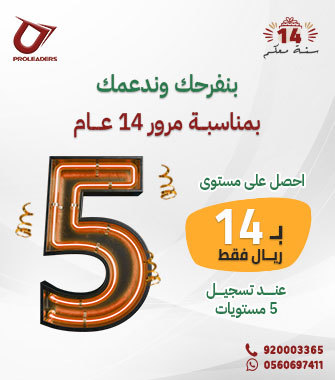 PROLEADERS
14
سنة معكم
بنفرحك وندعمك
بمناسبة مرور 14 عام
5
احصل على مستوى
بـ 14
ريال فقط
عند تسجيل
5 مستويات
920003365
0560697411